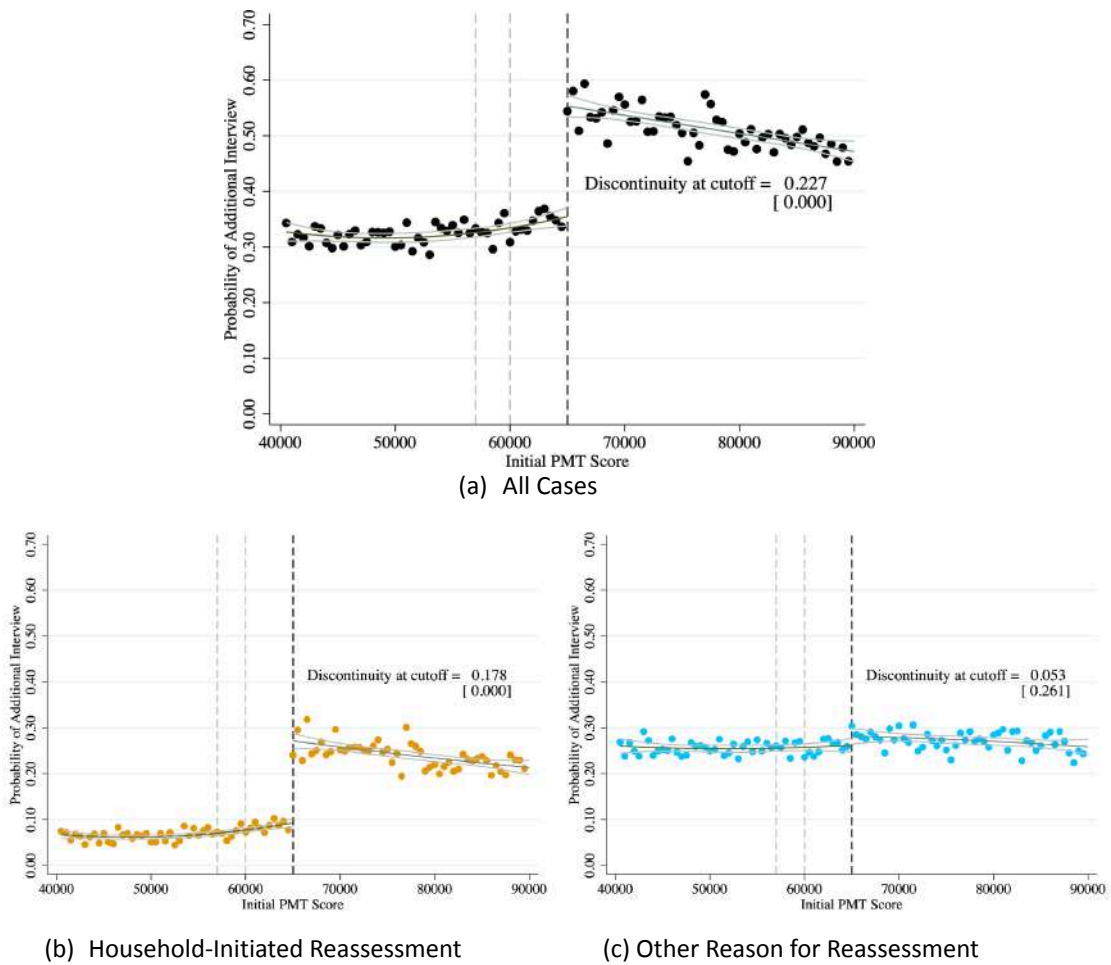 0.70
0.60
0.50
0.40
0.30
0.20
0.10
0.00
Probability of Additional Interview
Discontinuity at cutoff = 0.227
[ 0.000]
40000 50000 60000 70000 80000 90000
Initial PMT Score
(a) All Cases
0.70
0.60
0.50
0.40
0.30
0.20
0.10
0.00
Probability of Additional Interview
Discontinuity at cutoff = 0.178
[ 0.000]
40000 50000 60000 70000 80000 90000
Initial PMT Score
(b) Household-Initiated Reassessment
0.70
0.60
0.50
0.40
0.30
0.20
0.10
0.00
Probability of Additional Interview
Discontinuity at cutoff = 0.053
[ 0.261]
40000 50000 60000 70000 80000 90000
Initial PMT Score
(c) Other Reason for Reassessment